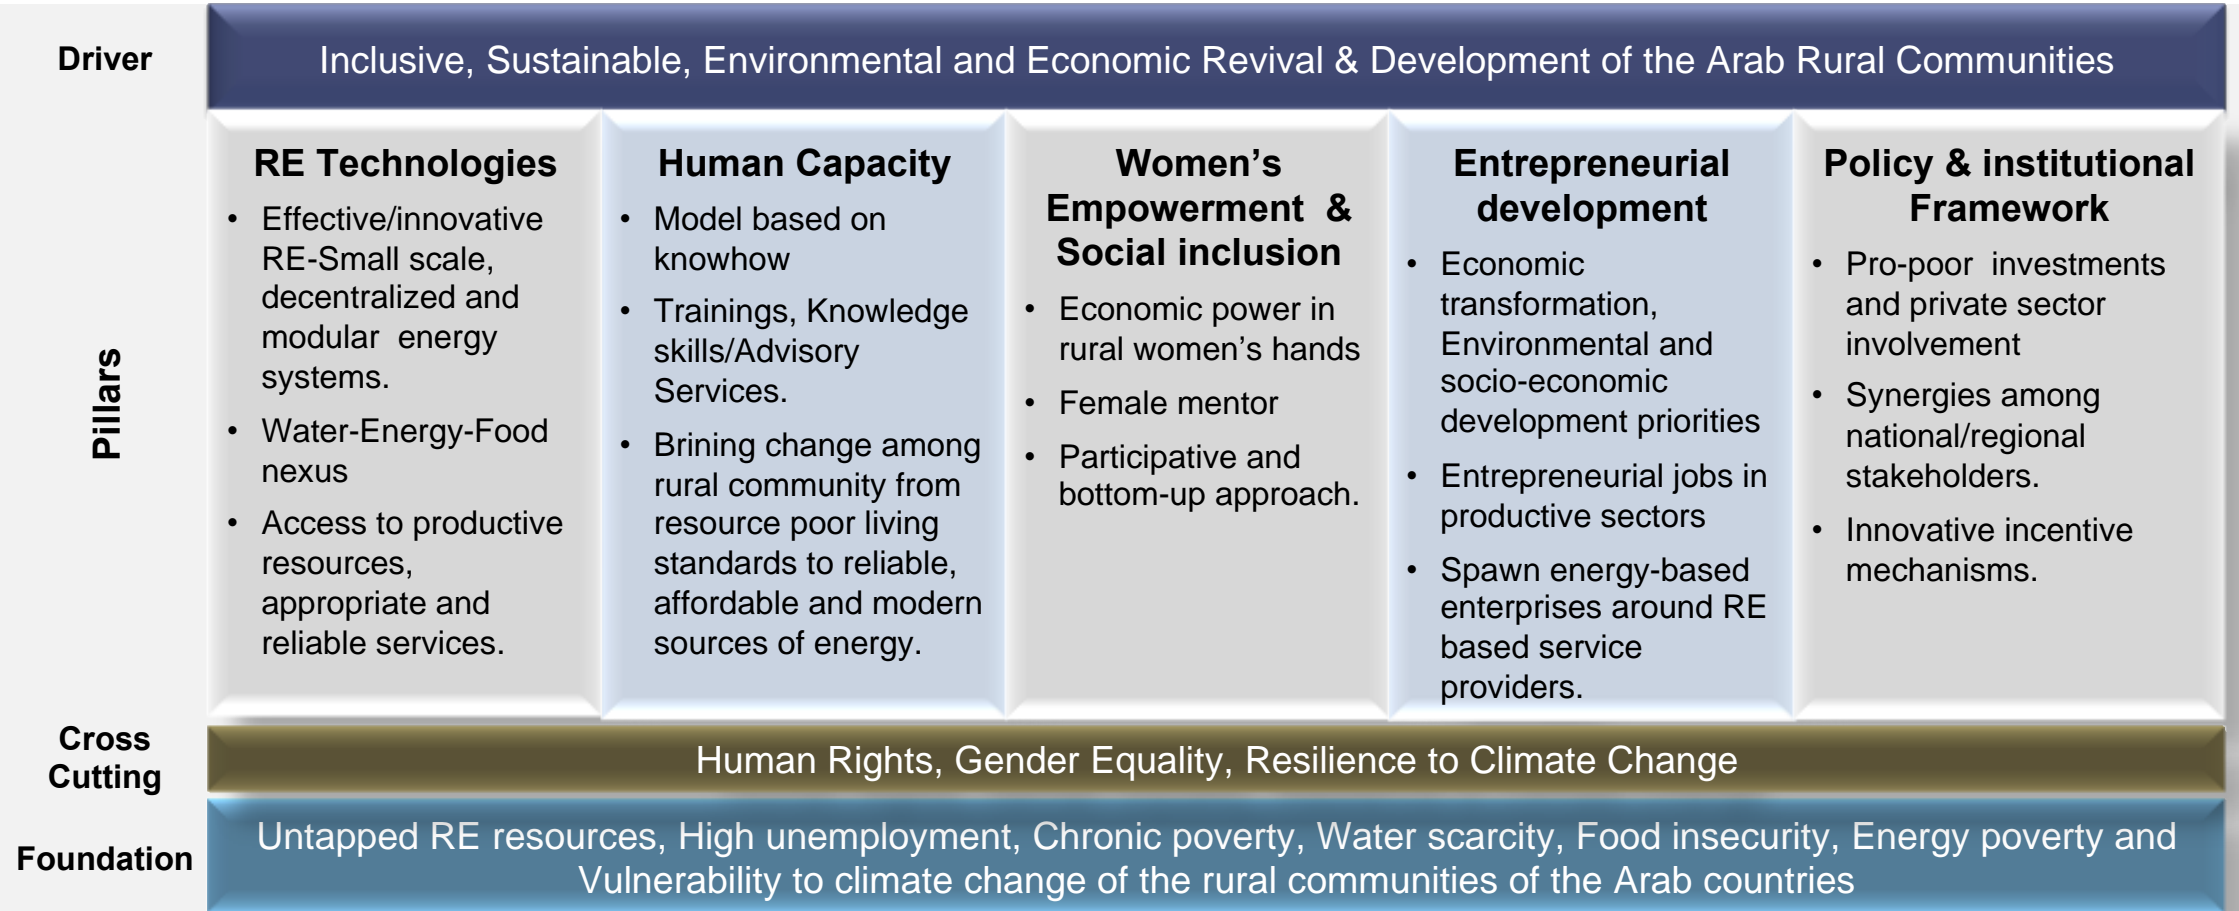 Driver
Inclusive, Sustainable, Environmental and Economic Revival & Development of the Arab Rural Communities
Pillars
RE Technologies
• Effective/innovative
RE-Small scale,
decentralized and
modular energy
systems.
• Water-Energy-Food
nexus
• Access to productive
resources,
appropriate and
reliable services.
Human Capacity
• Model based on
knowhow
• Trainings, Knowledge
skills/Advisory
Services.
• Brining change among
rural community from
resource poor living
standards to reliable,
affordable and modern
sources of energy.
Women’s
Empowerment &
Social inclusion
• Economic power in
rural women’s hands
• Female mentor
• Participative and
bottom-up approach.
Entrepreneurial
development
• Economic
transformation,
Environmental and
socio-economic
development priorities
• Entrepreneurial jobs in
productive sectors
• Spawn energy-based
enterprises around RE
based service
providers.
Policy & institutional
Framework
• Pro-poor investments
and private sector
involvement
• Synergies among
national/regional
stakeholders.
• Innovative incentive
mechanisms.
Cross
Cutting
Human Rights, Gender Equality, Resilience to Climate Change
Foundation
Untapped RE resources, High unemployment, Chronic poverty, Water scarcity, Food insecurity, Energy poverty and
Vulnerability to climate change of the rural communities of the Arab countries